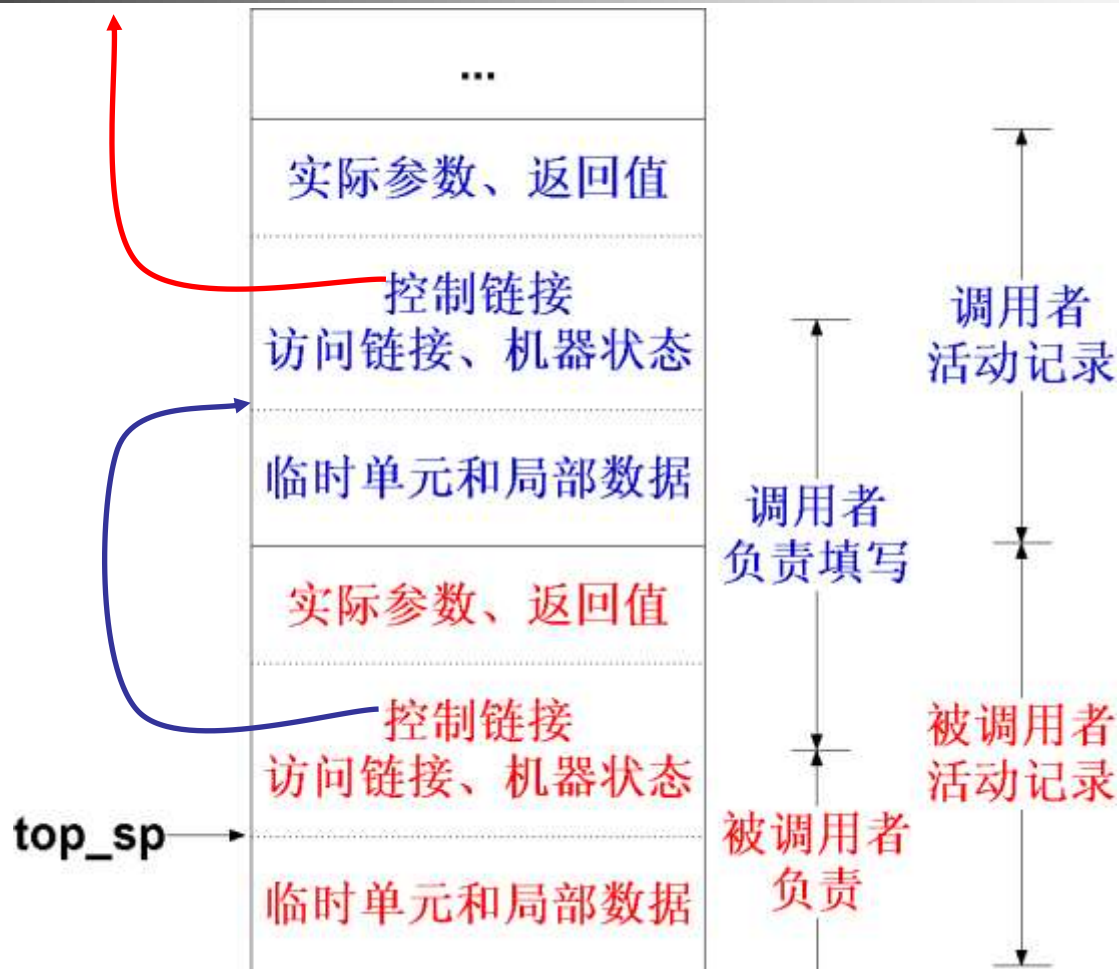 ...
实际参数、返回值
控制链接
访问链接、机器状态
临时单元和局部数据
实际参数、返回值
控制链接
访问链接、机器状态
临时单元和局部数据
top_sp
调用者
负责填写
被调用者
负责
调用者
活动记录
被调用者
活动记录